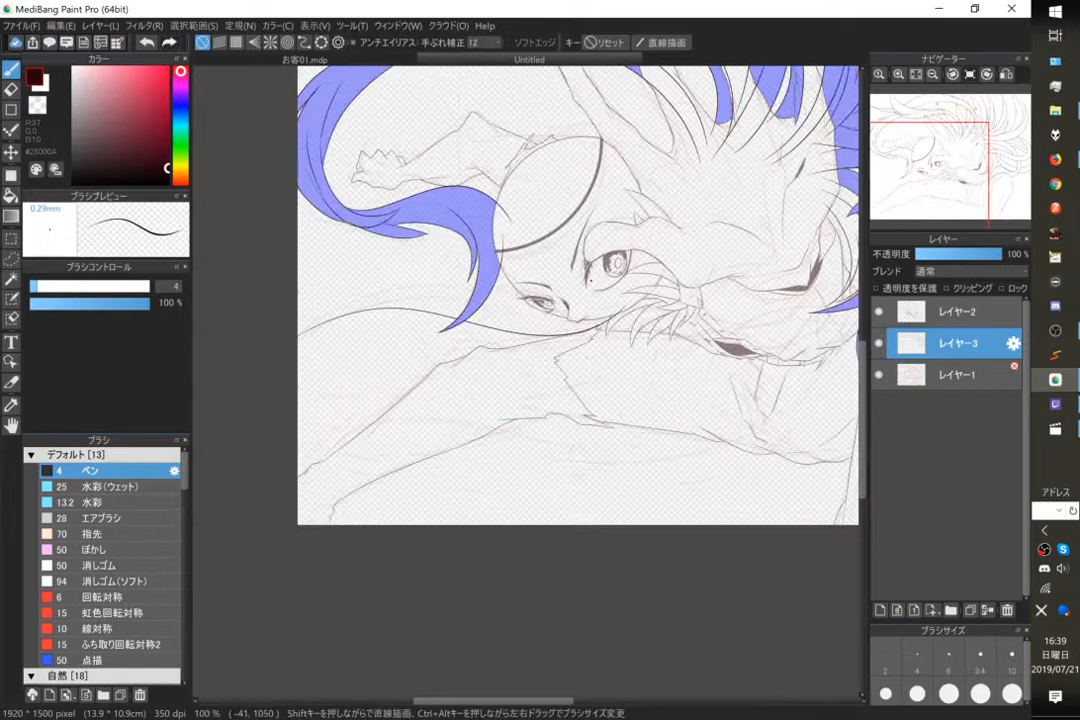 MediBang Paint Pro (64bit)
ファイル(F) 編集(E) レイヤー(L) フィルタ(R) 選択範囲(S) 定規(N) カラー(C) 表示(V) ツール(T) ウィンドウ(W) クラウド(O) Help
アンチエイリアス 手ぶれ補正 12 ソフトエッジ キー リセット 直線描画
カラー
お客01.mdp
Untitled
ナビゲーター
R:37
G:0
B:10
#25000A
ブラシプレビュー
0.29mm
ブラシコントロール
4
100 %
レイヤー
不透明度 100 %
ブレンド 通常
透明度を保護 クリッピング ロック
レイヤー2
レイヤー3
レイヤー1
ブラシ
デフォルト [13]
4 ペン
25 水彩(ウェット)
13.2 水彩
28 エアブラシ
70 指先
50 ぼかし
50 消しゴム
94 消しゴム(ソフト)
6 回転対称
15 虹色回転対称
10 線対称
15 ふち取り回転対称2
50 点描
自然 [18]
ブラシサイズ
2 4 6 9.4 10
アドレス
16:39
日曜日
2019/07/21
1920 * 1500 pixel (13.9 * 10.9cm) 350 dpi 100 % (-41, 1050) Shiftキーを押しながらで直線描画、Ctrl+Altキーを押しながら左右ドラッグでブラシサイズ変更